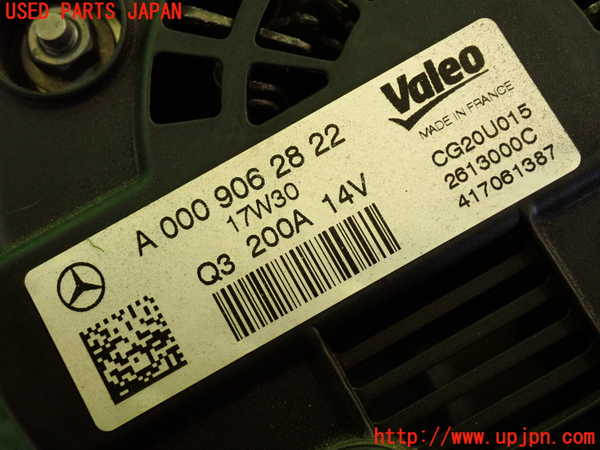 USED PARTS JAPAN
Valeo
MADE IN FRANCE
A 000 906 28 22
17W30
Q3 200A 14V
CG20U015
2613000C
417061387
http://www.upjpn.com